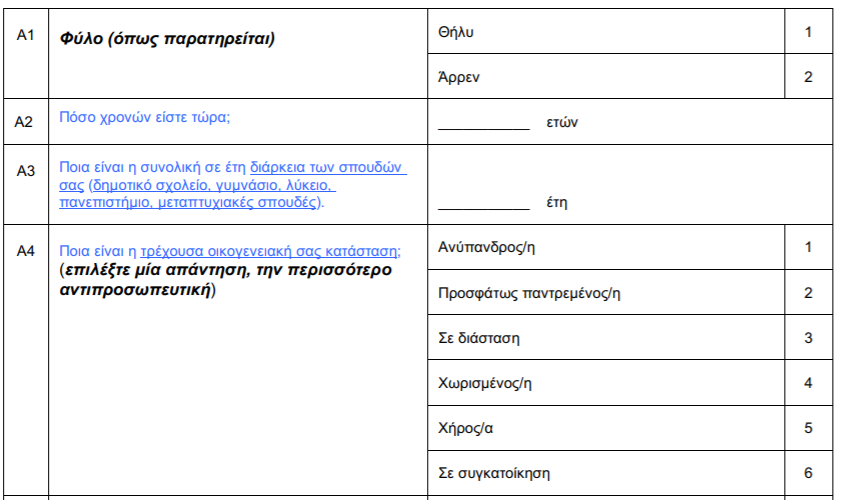 A1 Φύλο (όπως παρατηρείται) Θήλυ 1
Άρρεν 2
A2 Πόσο χρονών είστε τώρα; ___________ ετών
A3 Ποια είναι η συνολική σε έτη διάρκεια των σπουδών
σας (δημοτικό σχολείο, γυμνάσιο, λύκειο,
πανεπιστήμιο, μεταπτυχιακές σπουδές). ___________ έτη
A4 Ποια είναι η τρέχουσα οικογενειακή σας κατάσταση; Ανύπανδρος/η 1
(επιλέξτε μία απάντηση, την περισσότερο
αντιπροσωπευτική) Προσφάτως παντρεμένος/η 2
Σε διάσταση 3
Χωρισμένος/η 4
Χήρος/α 5
Σε συγκατοίκηση 6